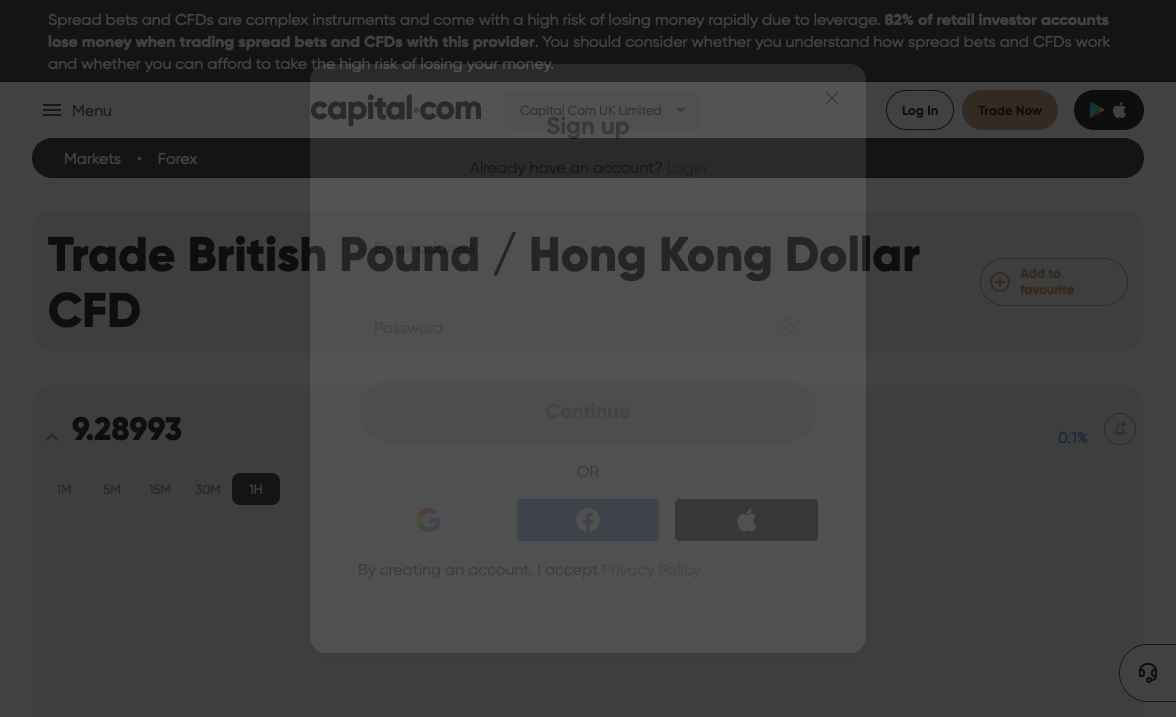 Spread bets and CFDs are complex instruments and come with a high risk of losing money rapidly due to leverage. 82% of retail investor accounts
lose money when trading spread bets and CFDs with this provider. You should consider whether you understand how spread bets and CFDs work
and whether you can afford to take the high risk of losing your money.
Menu
capital.com
Capital Com UK Limited
Log In
Trade Now
Sign up
Markets • Forex
Already have an account? Login
Email address
Trade British Pound / Hong Kong Dollar
CFD
Add to
favourite
Password
Continue
9.28993
0.1%
1M 5M 15M 30M 1H
OR
By creating an account, I accept Privacy Policy